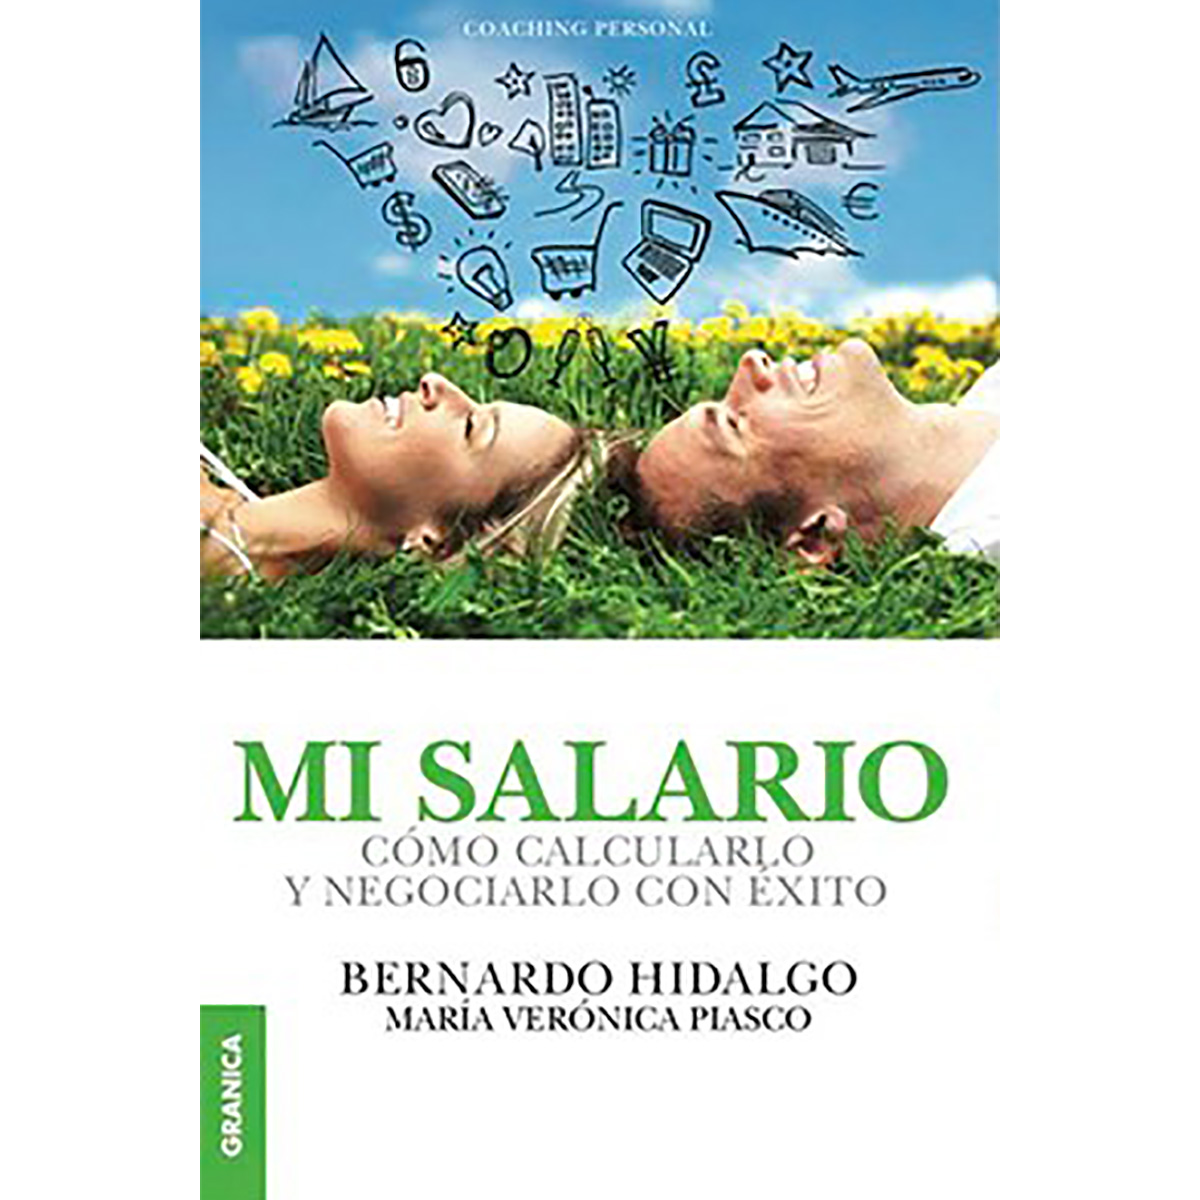 COACHING PERSONAL
MI SALARIO
CÓMO CALCULARLO
Y NEGOCIARLO CON ÉXITO
BERNARDO HIDALGO
MARÍA VERÓNICA PIASCO
GRANICA